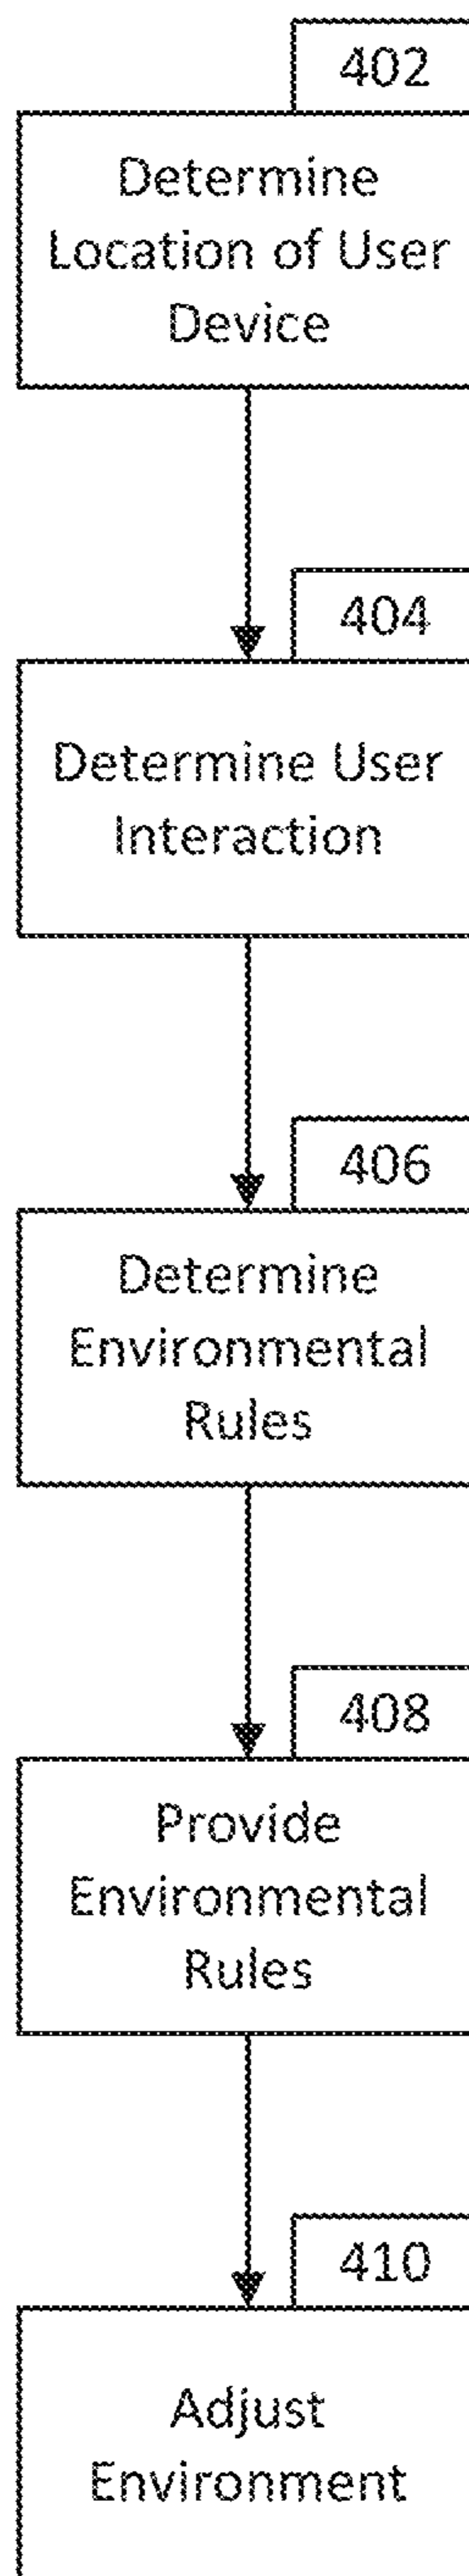 402
Determine
Location of User
Device
404
Determine User
Interaction
406
Determine
Environmental
Rules
408
Provide
Environmental
Rules
410
Adjust
Environment